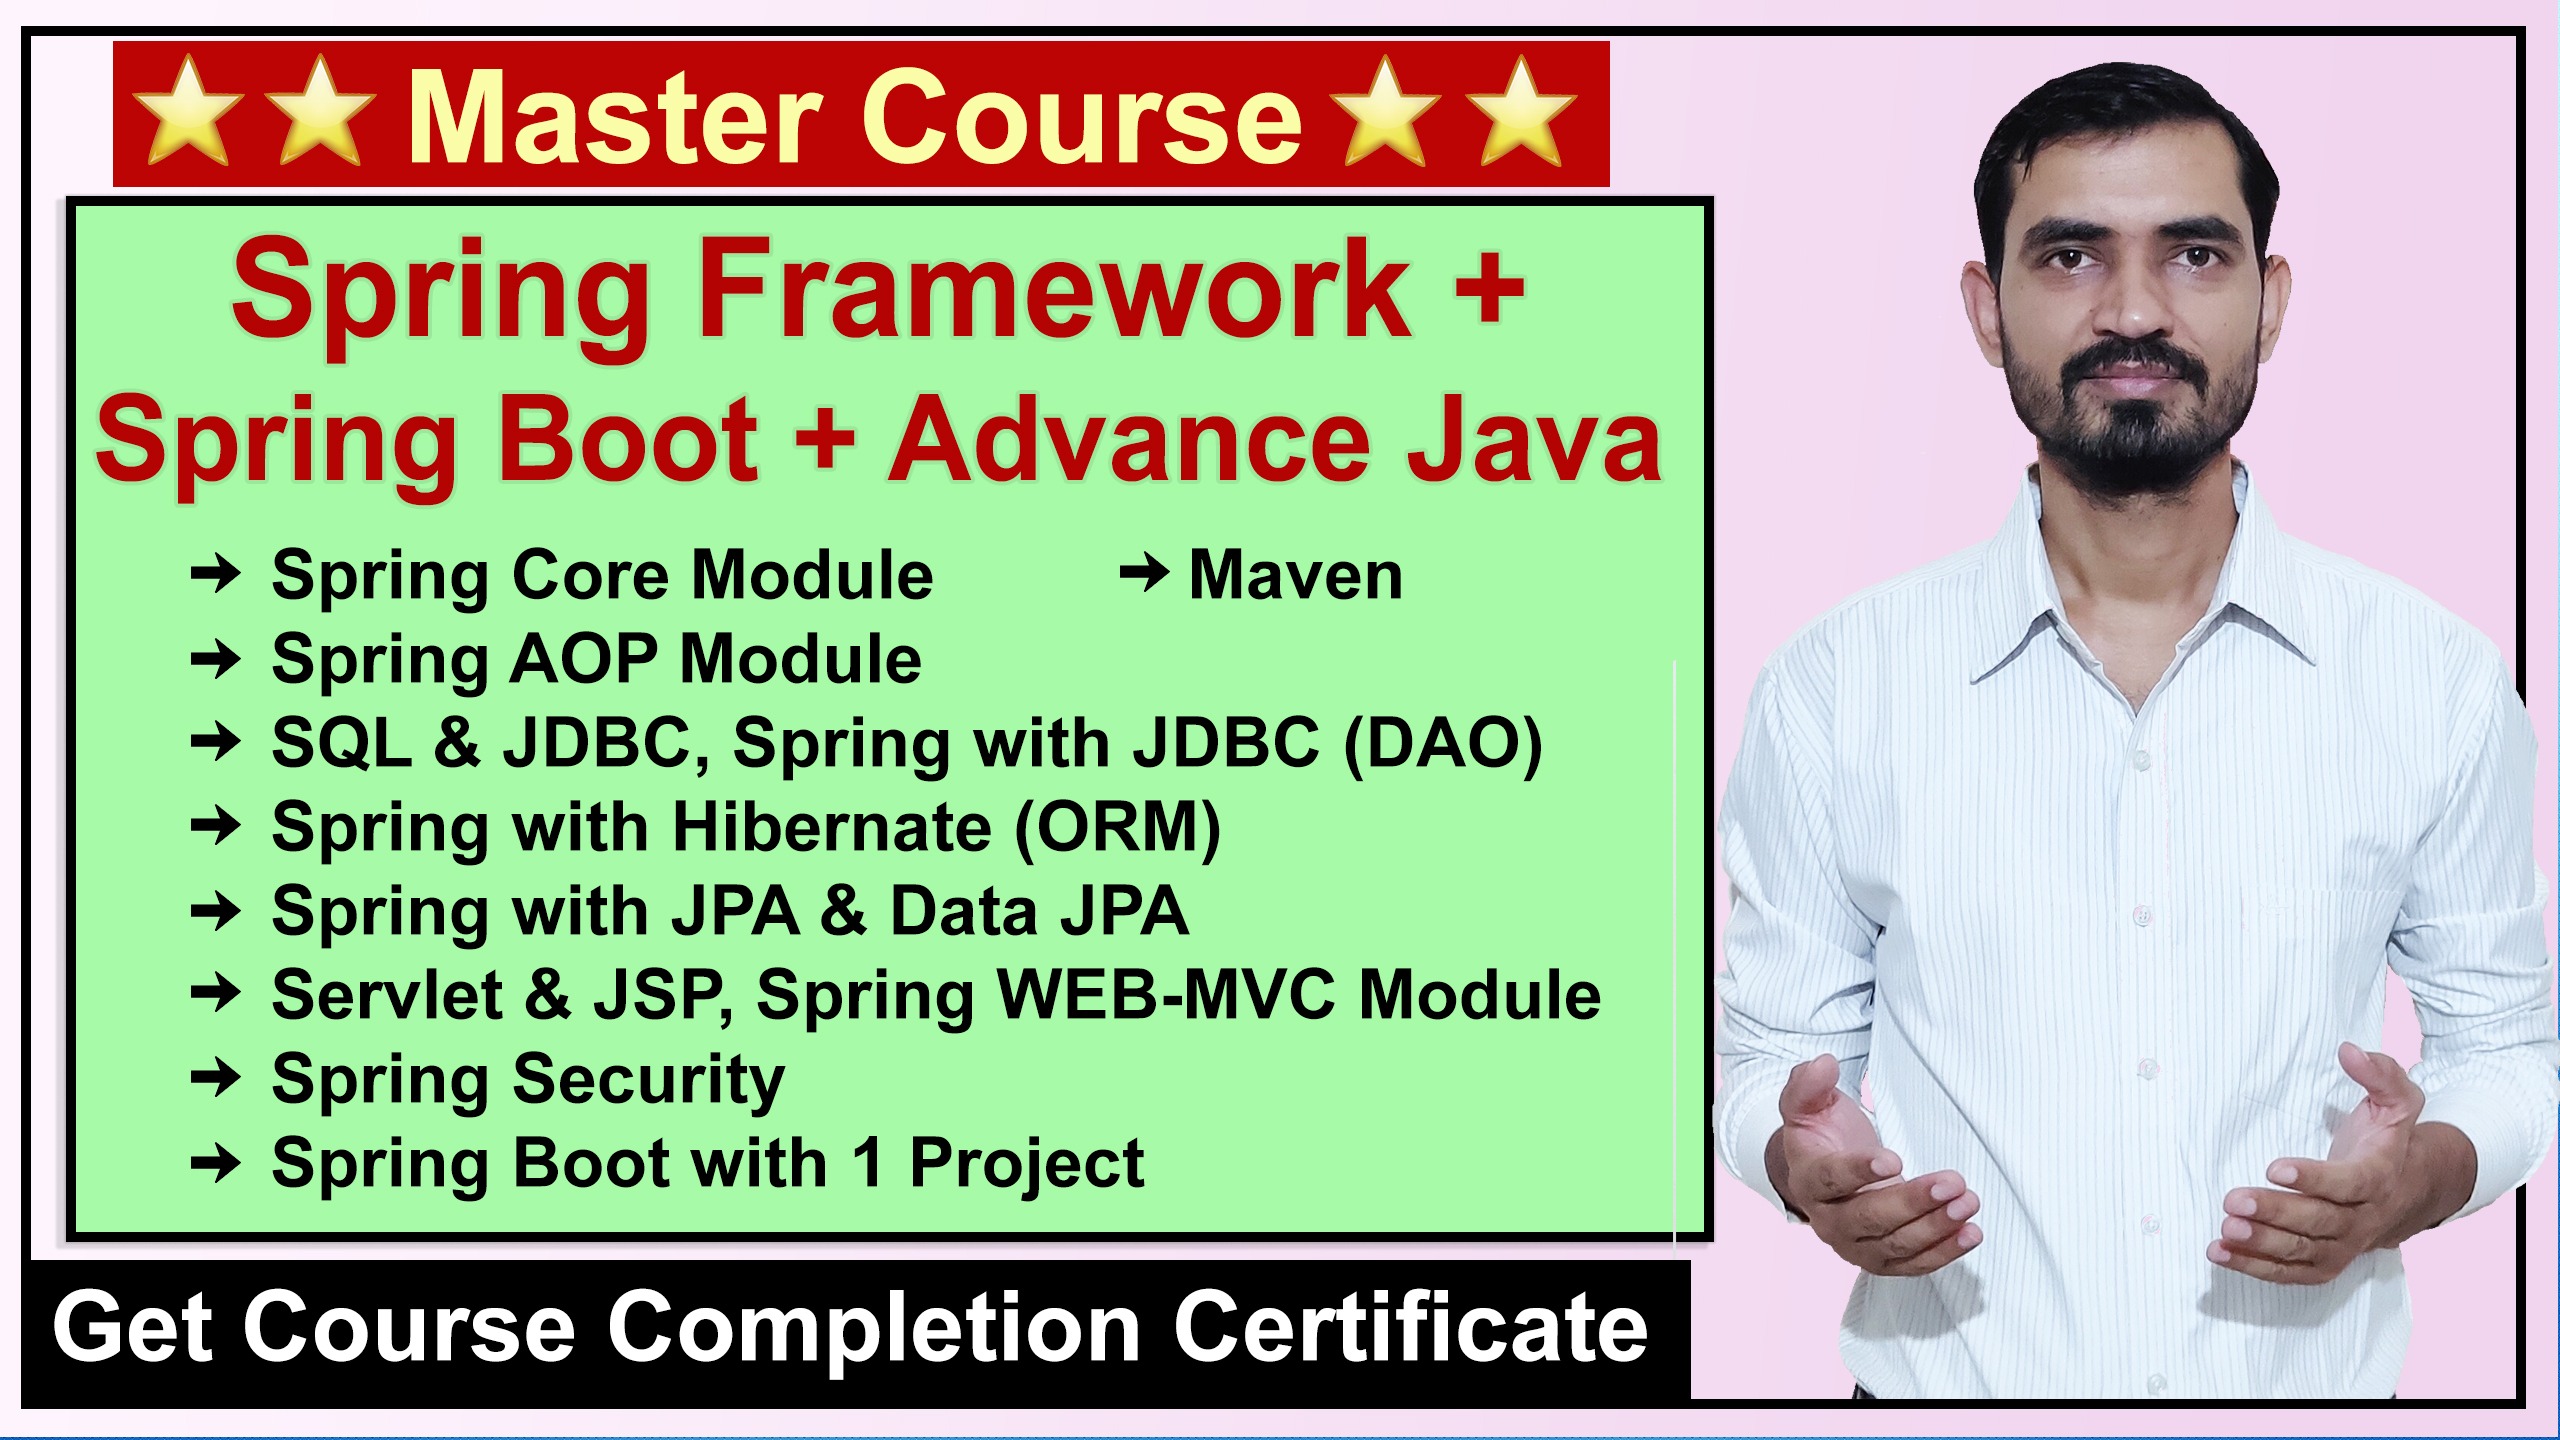 Master Course
Spring Framework +
Spring Boot + Advance Java
➔ Spring Core Module ➔ Maven
➔ Spring AOP Module
➔ SQL & JDBC, Spring with JDBC (DAO)
➔ Spring with Hibernate (ORM)
➔ Spring with JPA & Data JPA
➔ Servlet & JSP, Spring WEB-MVC Module
➔ Spring Security
➔ Spring Boot with 1 Project
Get Course Completion Certificate